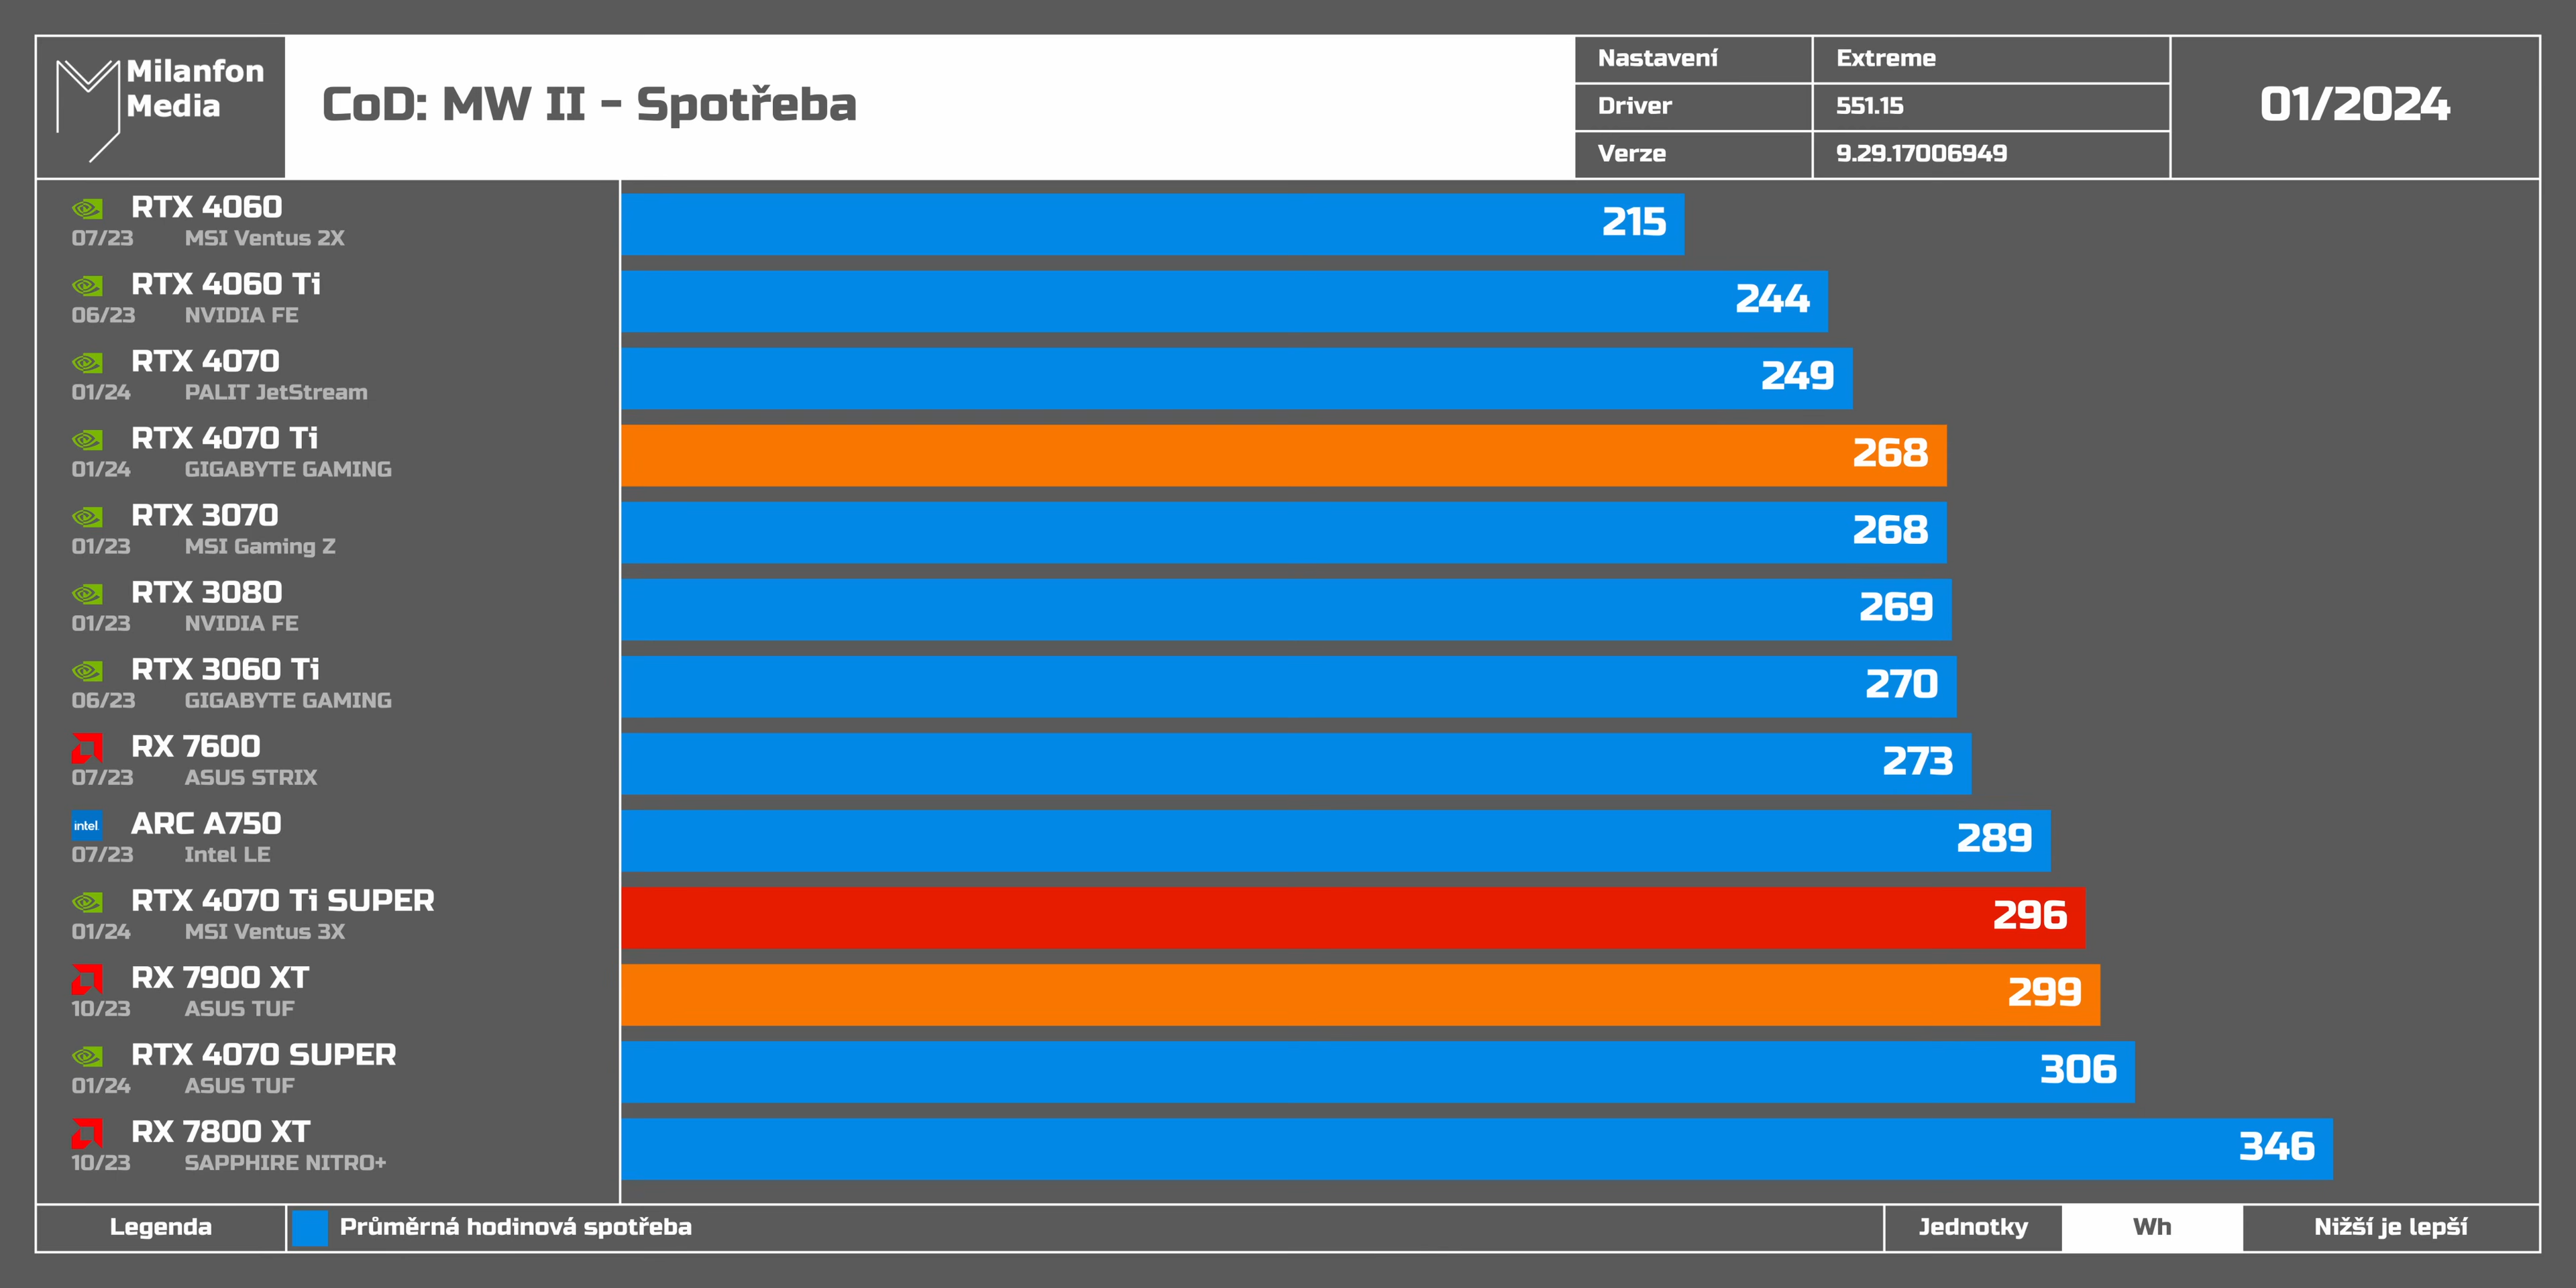 Milanfon
Media
CoD: MW II - Spotřeba
Nastavení Extreme
Driver 551.15
Verze 9.29.17006949
01/2024
RTX 4060
07/23 MSI Ventus 2X
215
RTX 4060 Ti
06/23 NVIDIA FE
244
RTX 4070
01/24 PALIT JetStream
249
RTX 4070 Ti
01/24 GIGABYTE GAMING
268
RTX 3070
01/23 MSI Gaming Z
268
RTX 3080
01/23 NVIDIA FE
269
RTX 3060 Ti
06/23 GIGABYTE GAMING
270
RX 7600
07/23 ASUS STRIX
273
intel ARC A750
07/23 Intel LE
289
RTX 4070 Ti SUPER
01/24 MSI Ventus 3X
296
RX 7900 XT
10/23 ASUS TUF
299
RTX 4070 SUPER
01/24 ASUS TUF
306
RX 7800 XT
10/23 SAPPHIRE NITRO+
346
Legenda Průměrná hodinová spotřeba Jednotky Wh Nižší je lepší